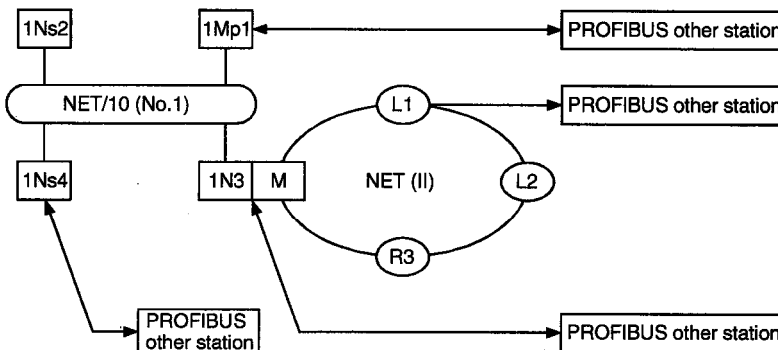 1Ns2
1Mp1
PROFIBUS other station
NET/10 (No.1)
L1
PROFIBUS other station
1Ns4
1N3
M
NET (II)
L2
R3
PROFIBUS
other station
PROFIBUS other station